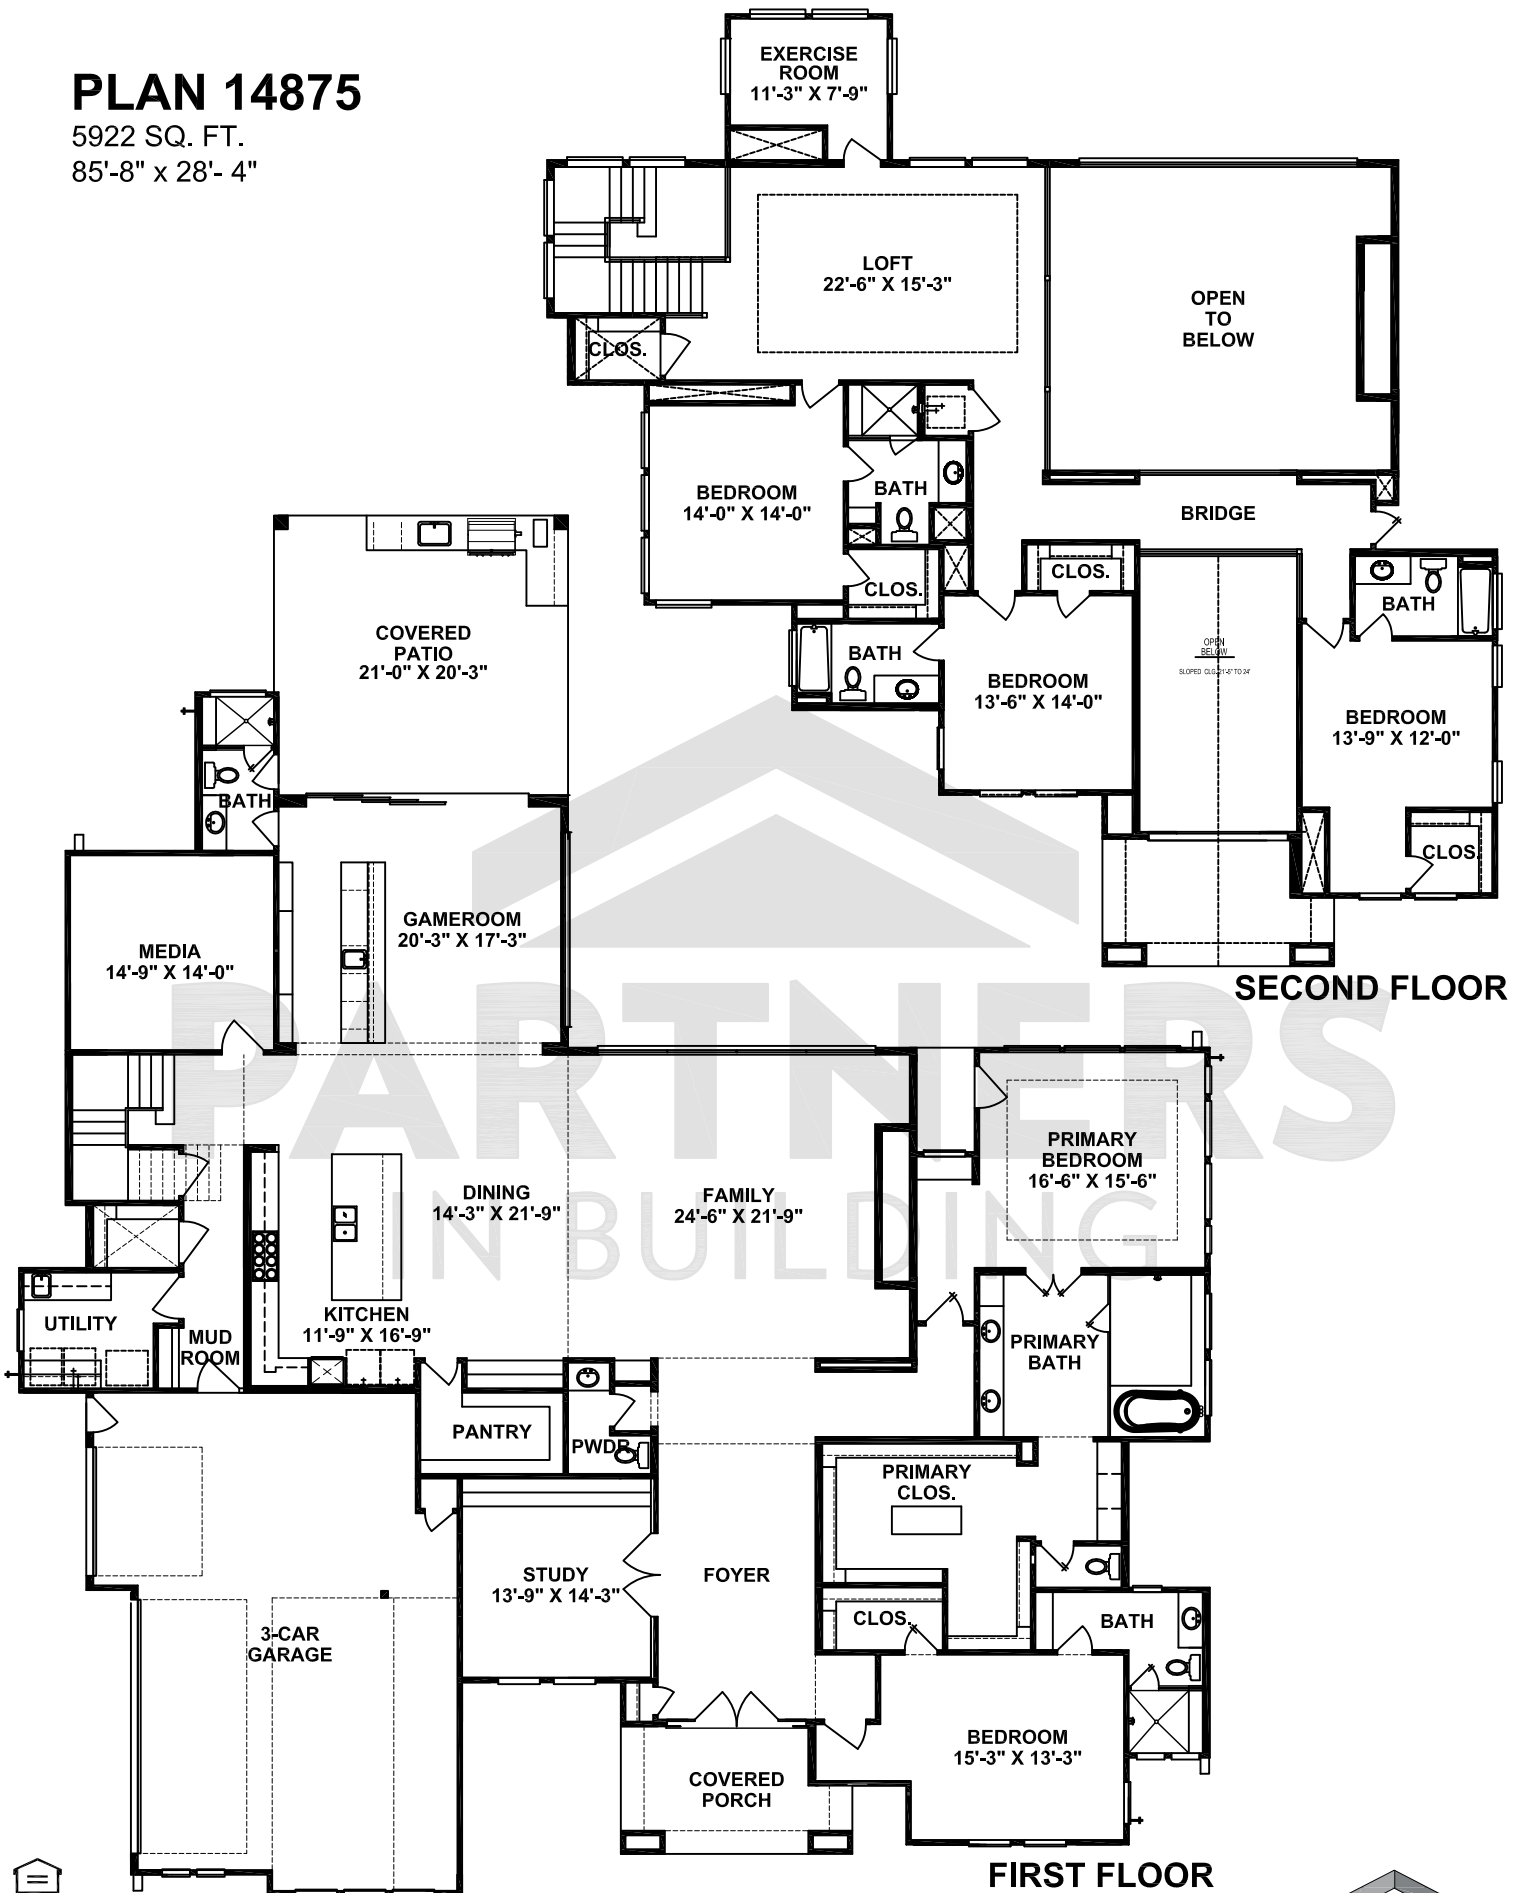 PLAN 14875
5922 SQ. FT.
85'-8" x 28'- 4"
EXERCISE
ROOM
11'-3" X 7'-9"
LOFT
22'-6" X 15'-3"
OPEN
TO
BELOW
CLOS.
BEDROOM
14'-0" X 14'-0"
BATH
BRIDGE
CLOS.
CLOS.
BATH
BATH
BEDROOM
13'-6" X 14'-0"
OPEN
BELOW
SLOPED CLG. 21'-5" TO 24'
BEDROOM
13'-9" X 12'-0"
CLOS.
SECOND FLOOR
COVERED
PATIO
21'-0" X 20'-3"
BATH
GAMEROOM
20'-3" X 17'-3"
MEDIA
14'-9" X 14'-0"
PARTNERS
IN BUILDING
PRIMARY
BEDROOM
16'-6" X 15'-6"
DINING
14'-3" X 21'-9"
FAMILY
24'-6" X 21'-9"
KITCHEN
11'-9" X 16'-9"
UTILITY
MUD
ROOM
PRIMARY
BATH
PANTRY
PWDR.
PRIMARY
CLOS.
STUDY
13'-9" X 14'-3"
FOYER
CLOS.
BATH
3-CAR
GARAGE
BEDROOM
15'-3" X 13'-3"
COVERED
PORCH
FIRST FLOOR